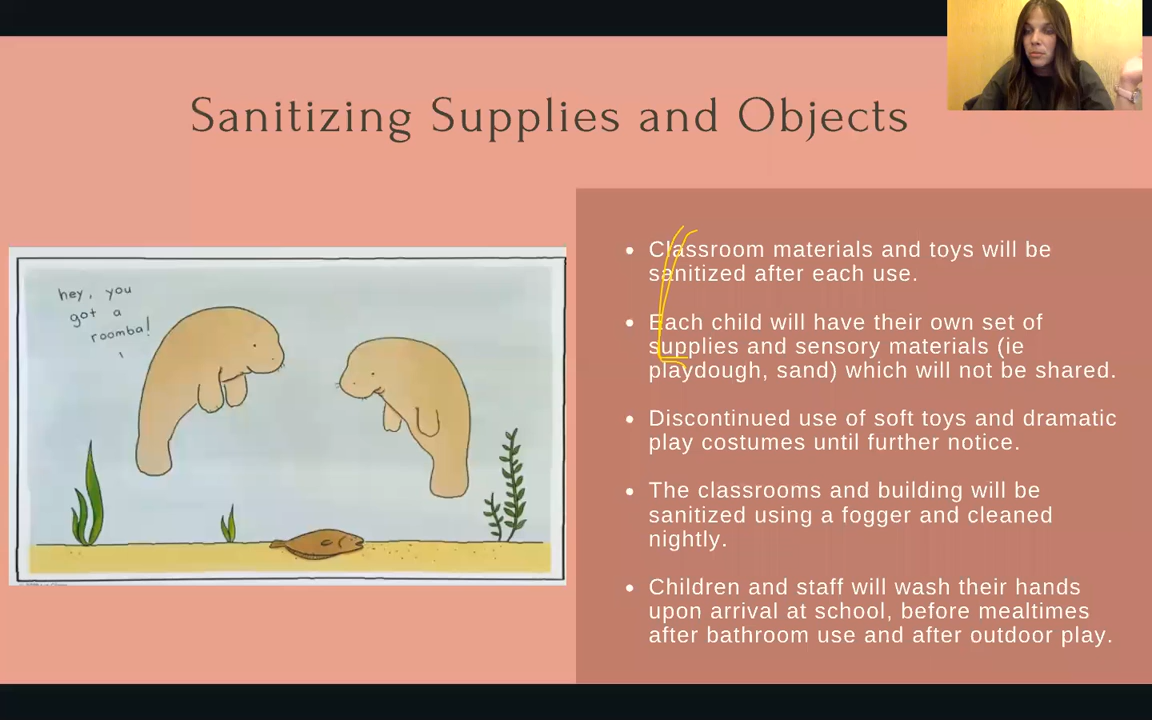 Sanitizing Supplies and Objects
hey, you
got a
roomba!
• Classroom materials and toys will be
sanitized after each use.
• Each child will have their own set of
supplies and sensory materials (ie
playdough, sand) which will not be shared.
• Discontinued use of soft toys and dramatic
play costumes until further notice.
• The classrooms and building will be
sanitized using a fogger and cleaned
nightly.
• Children and staff will wash their hands
upon arrival at school, before mealtimes
after bathroom use and after outdoor play.